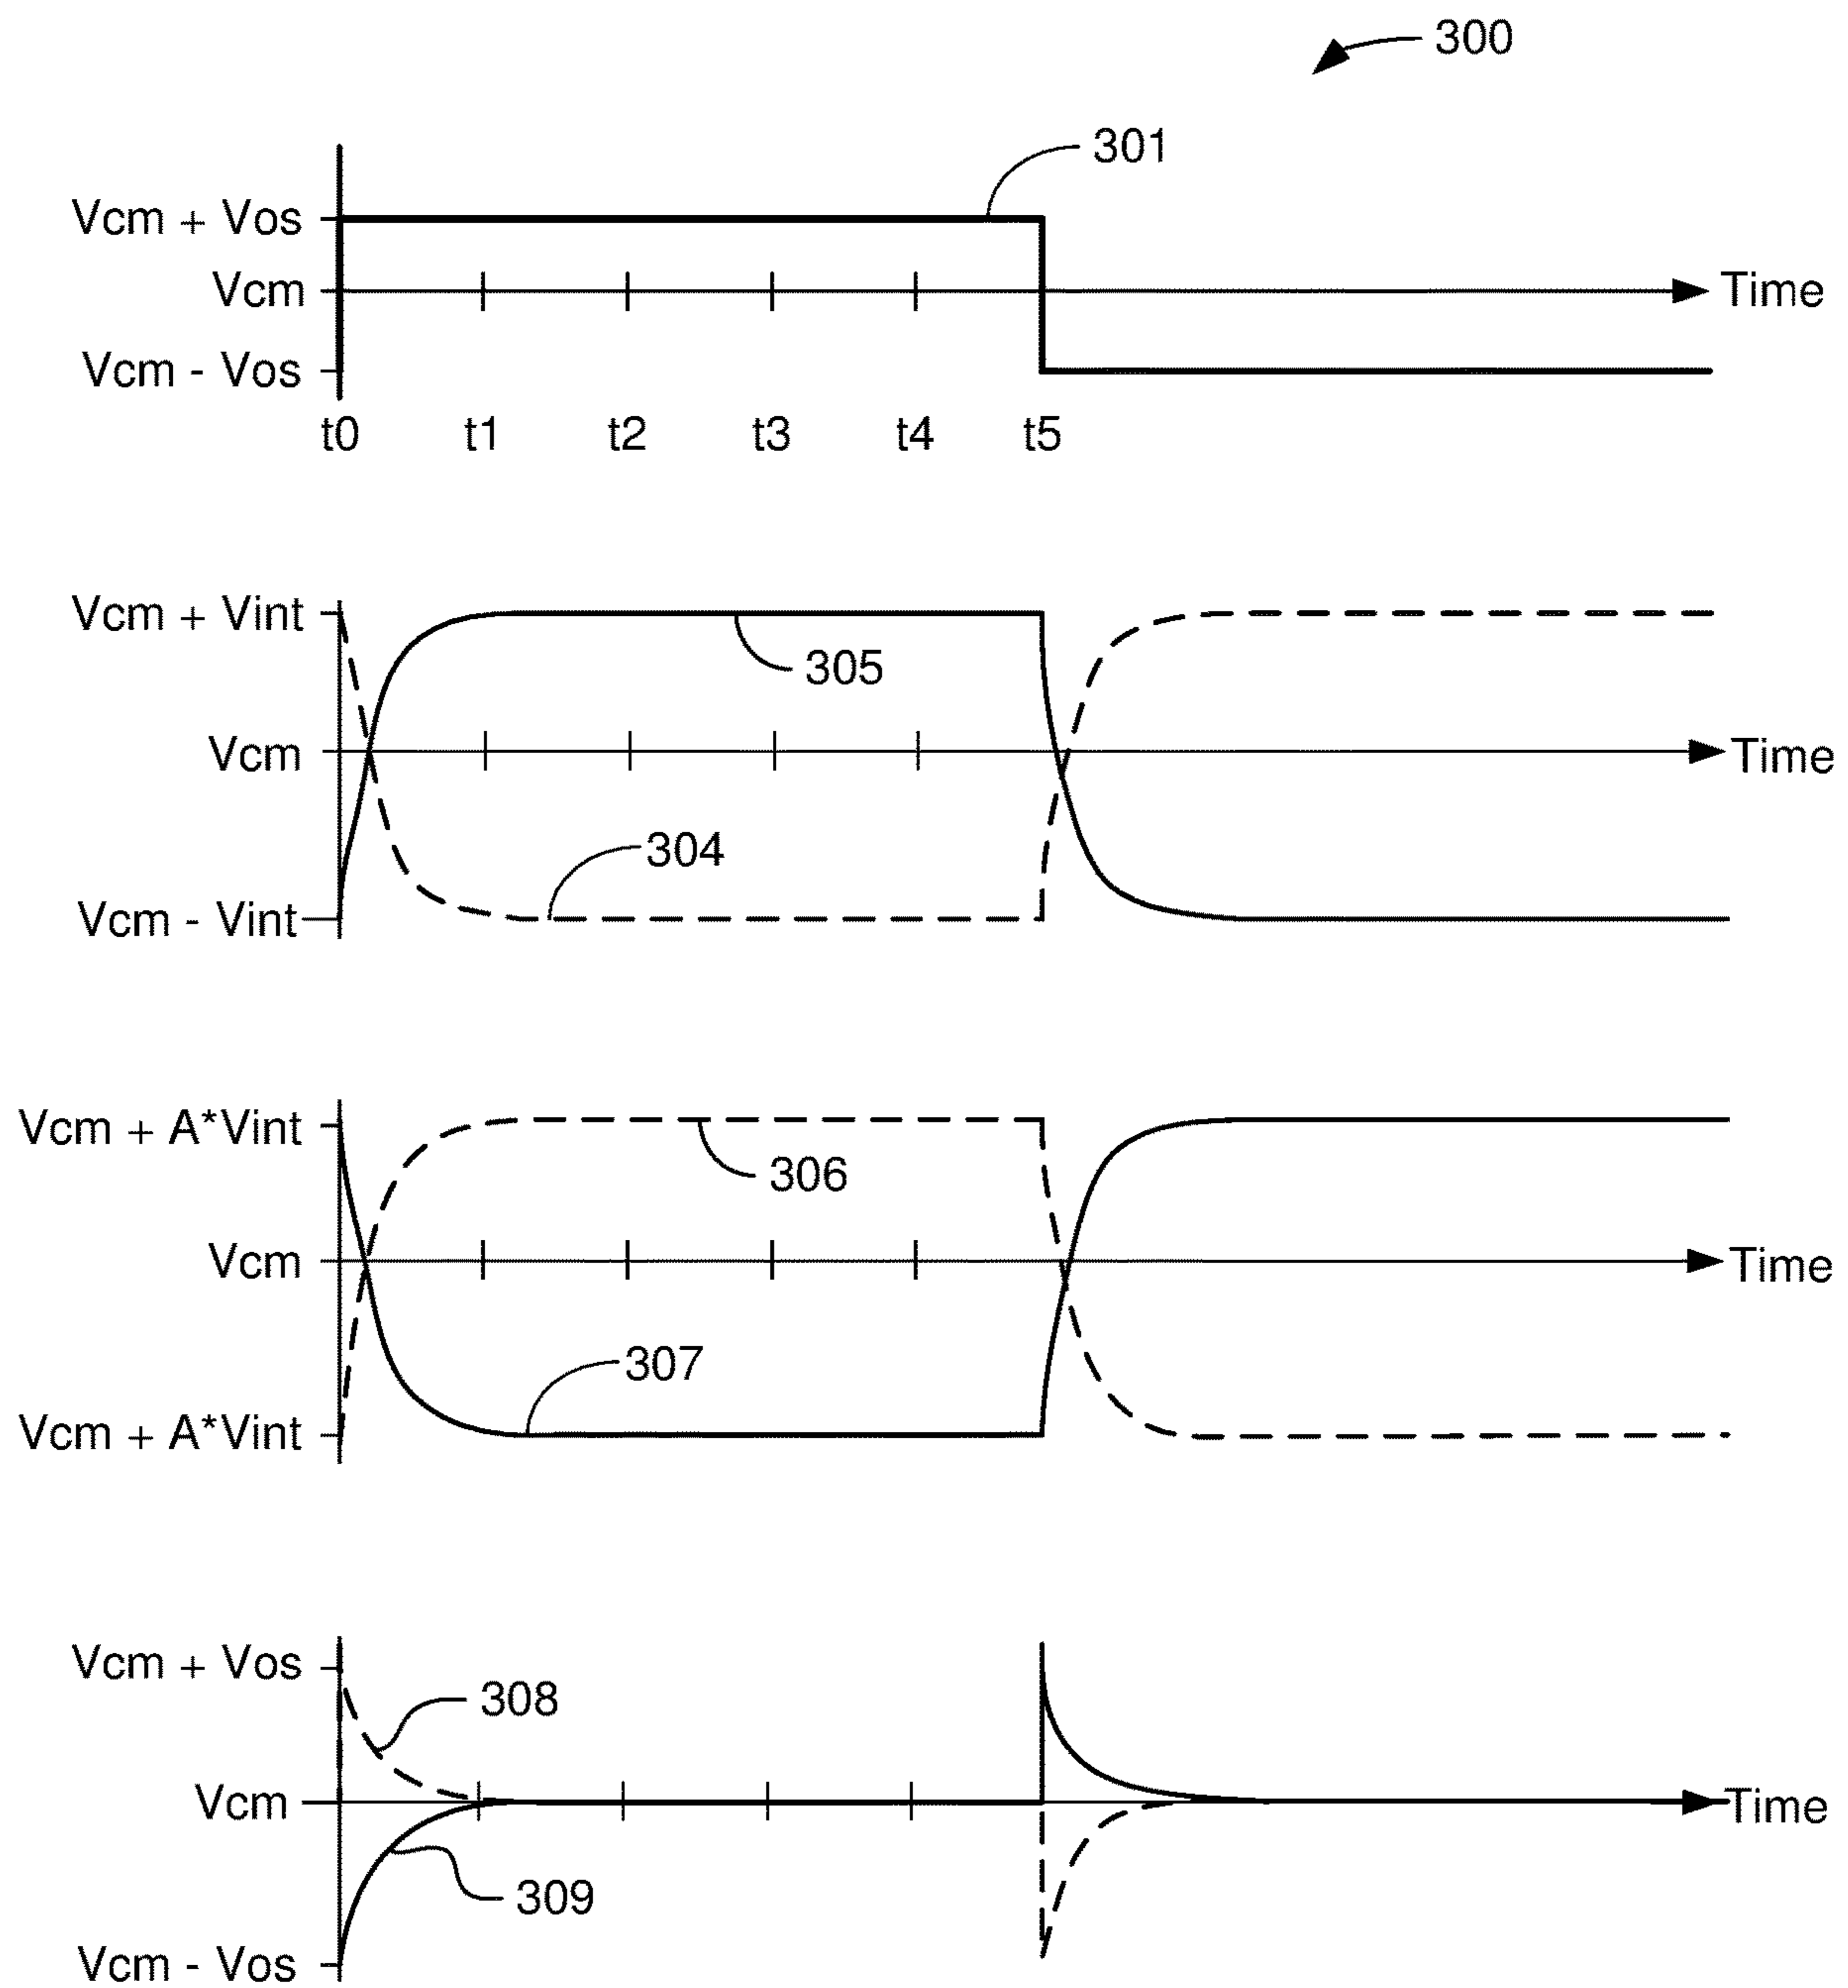 300
301
Vcm + Vos
Vcm
Time
Vcm - Vos
t0 t1 t2 t3 t4 t5
Vcm + Vint
305
Vcm
Time
304
Vcm - Vint
Vcm + A*Vint
306
Vcm
Time
307
Vcm + A*Vint
Vcm + Vos
308
Vcm
Time
309
Vcm - Vos